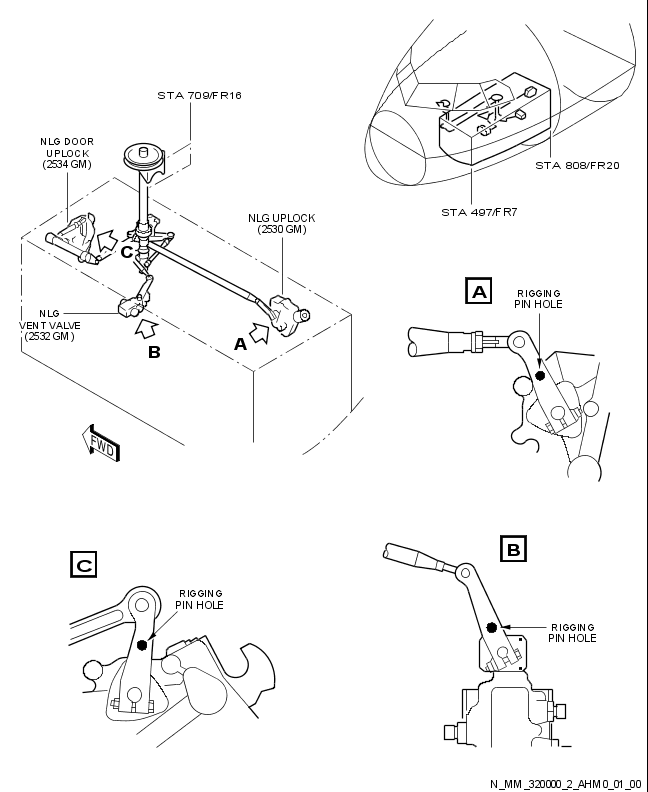 STA 709/FR16
NLG DOOR
UPLOCK
(2534 GM)
STA 808/FR20
STA 497/FR7
NLG UPLOCK
(2530 GM)
C
NLG
VENT VALVE
(2532 GM)
B
A
FWD
A
RIGGING
PIN HOLE
C
RIGGING
PIN HOLE
B
RIGGING
PIN HOLE
N_MM_320000_2_AHM0_01_00